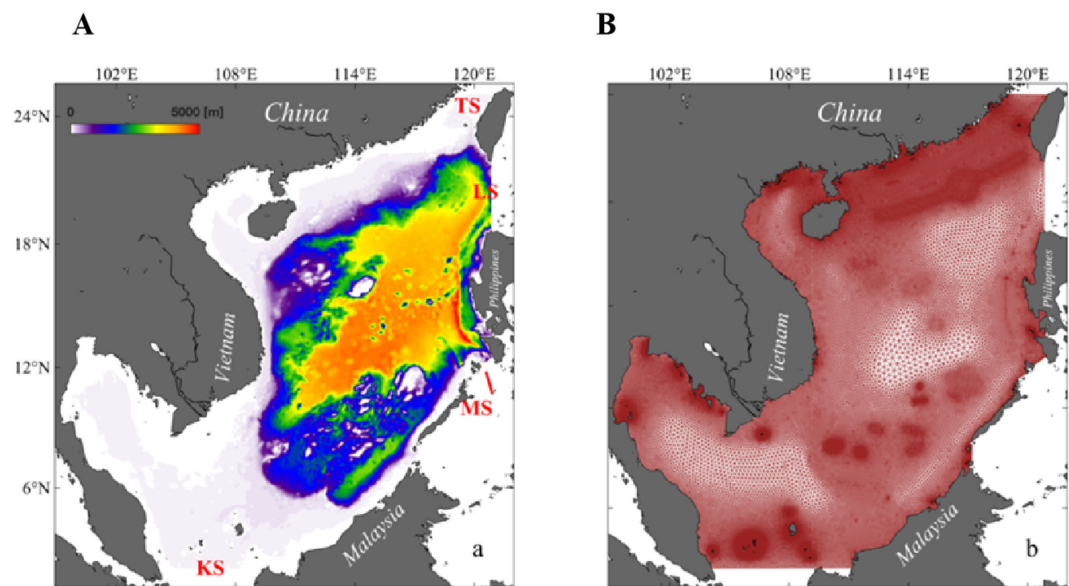 A
B
102°E 108°E 114°E 120°E
102°E 108°E 114°E 120°E
0 5000 [m]
TS
China
China
24°N
LS
18°N
Philippines
Philippines
Vietnam
Vietnam
12°N
MS
6°N
Malaysia
Malaysia
KS
a
b